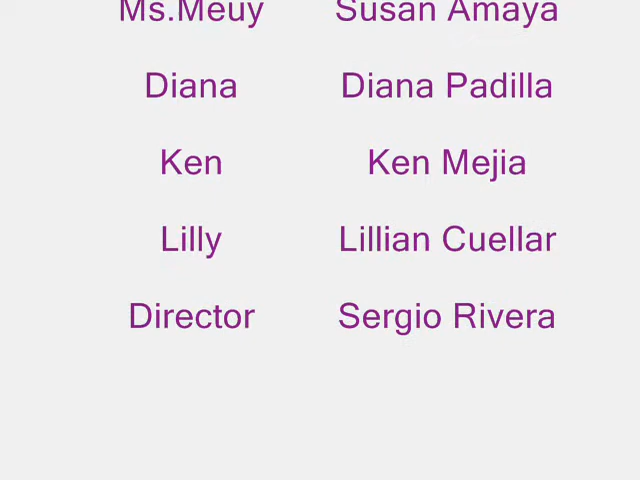 Ms.Meuy Susan Amaya
Diana Diana Padilla
Ken Ken Mejia
Lilly Lillian Cuellar
Director Sergio Rivera